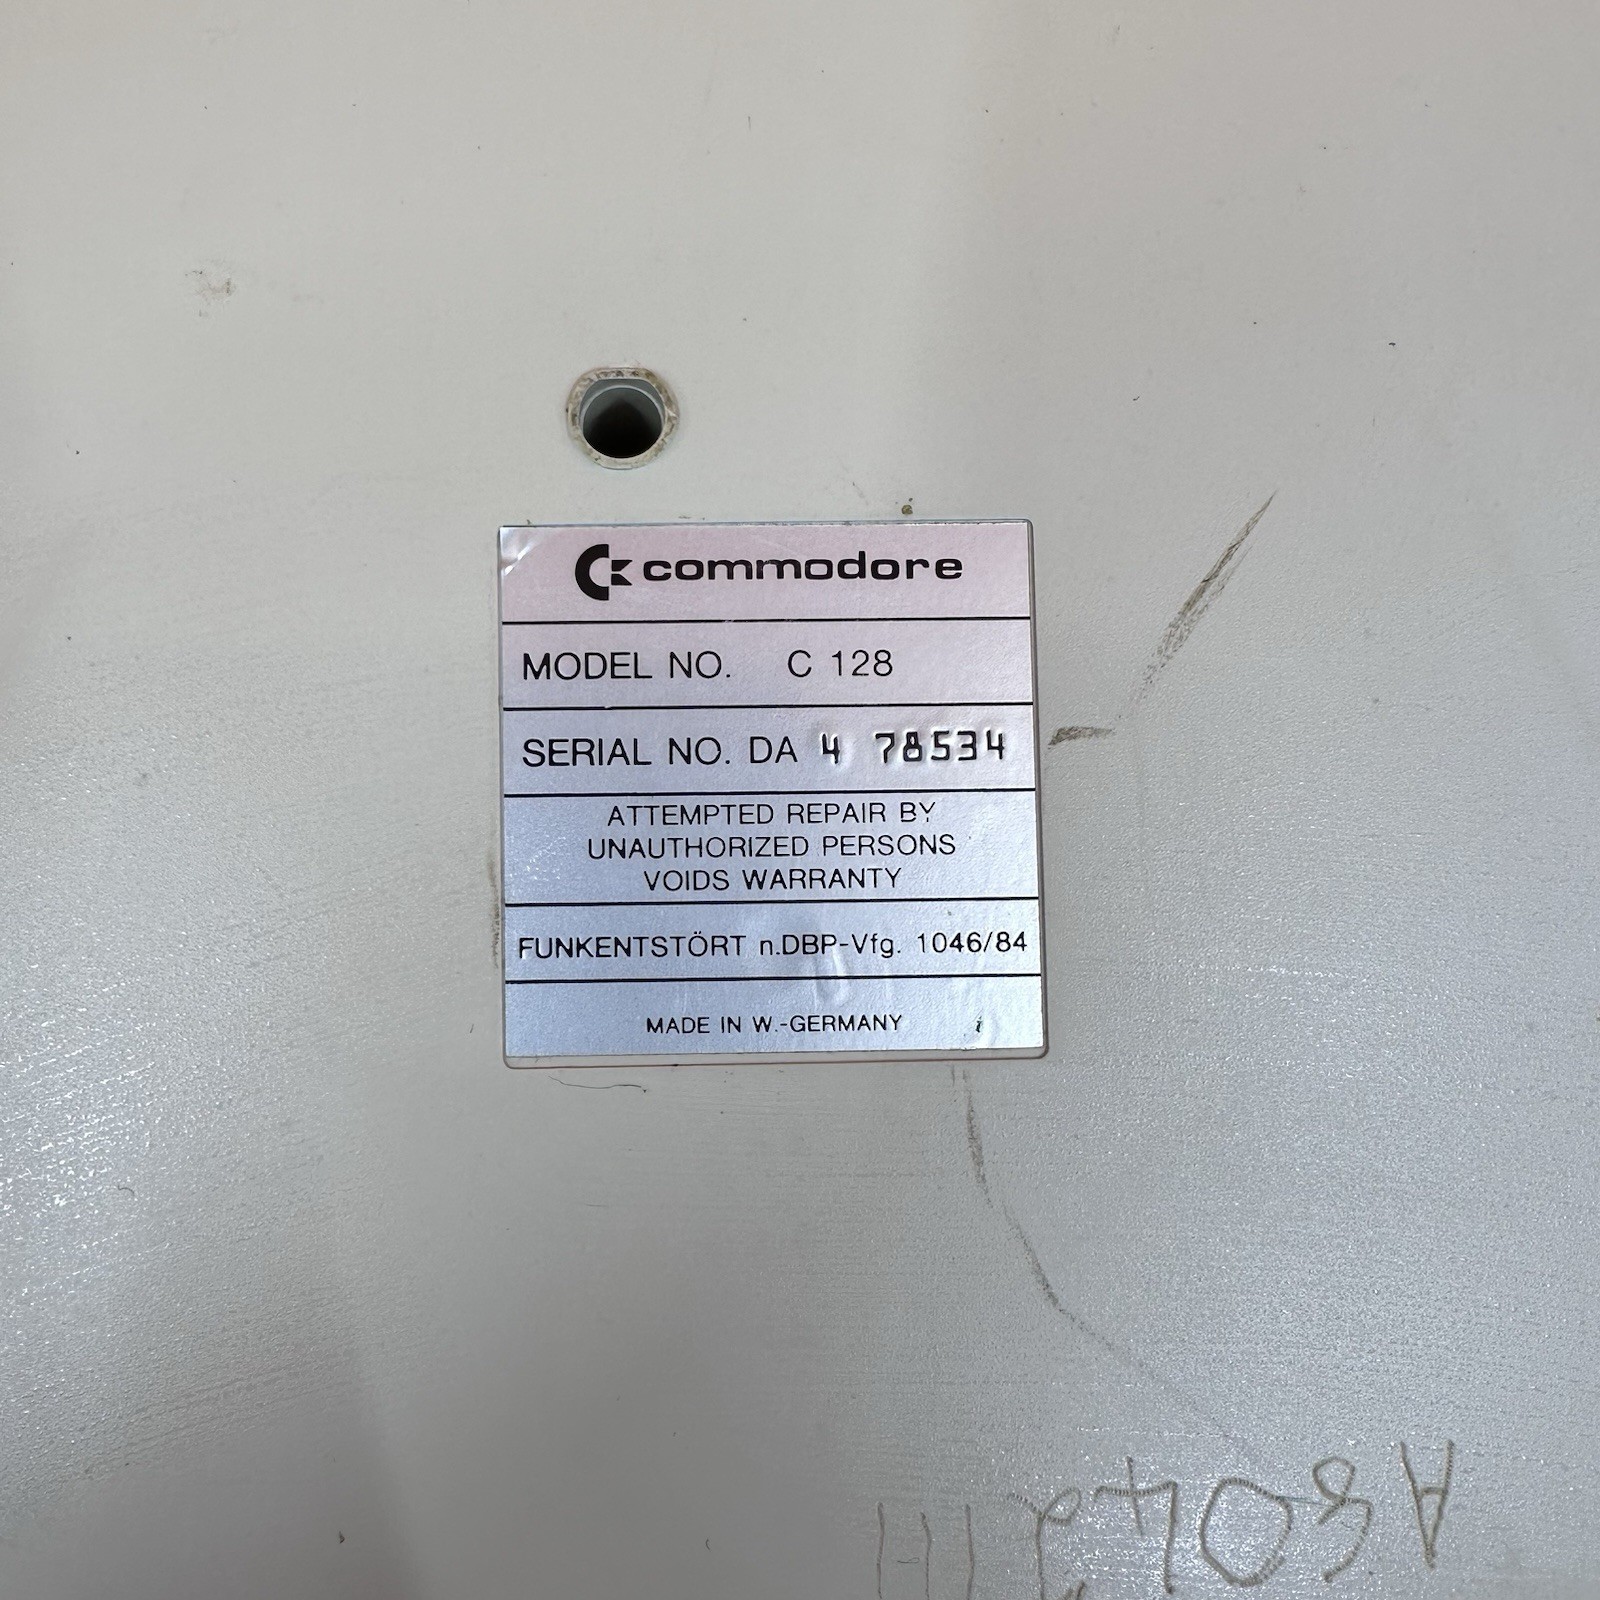 commodore
MODEL NO. C 128
SERIAL NO. DA 4 78534
ATTEMPTED REPAIR BY
UNAUTHORIZED PERSONS
VOIDS WARRANTY
FUNKENTSTÖRT n.DBP-Vfg. 1046/84
MADE IN W.-GERMANY